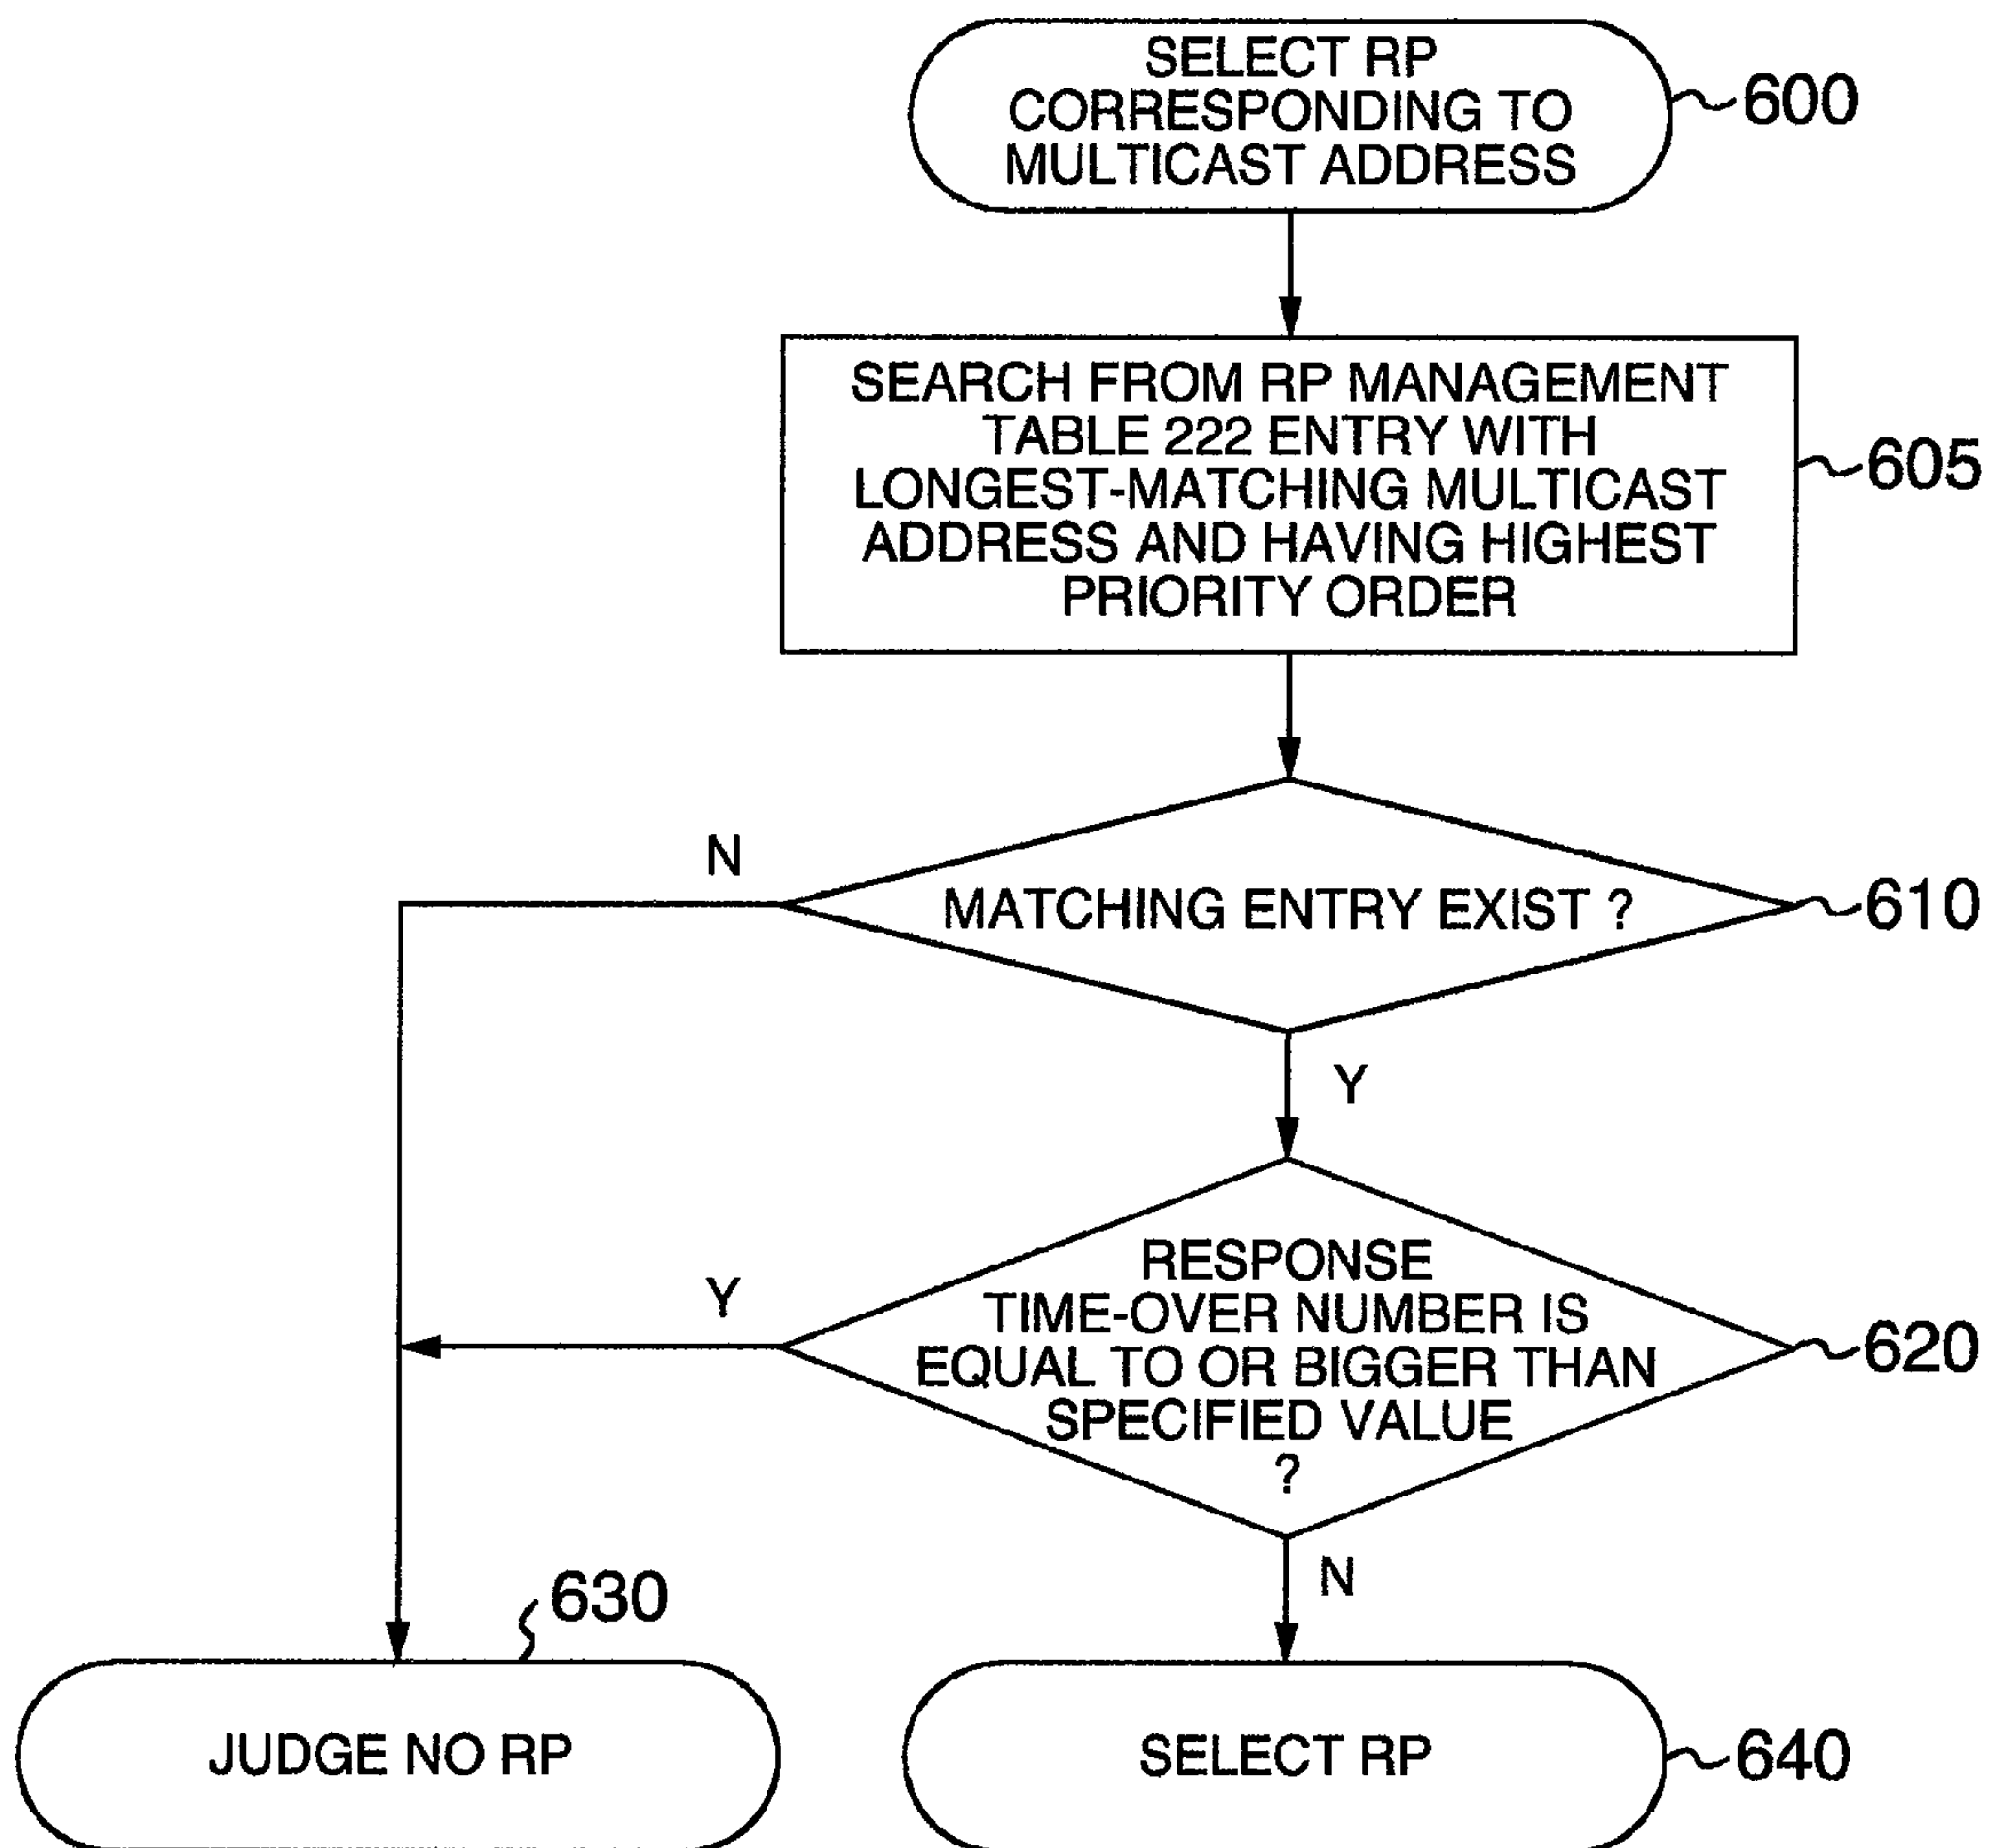 SELECT RP
CORRESPONDING TO
MULTICAST ADDRESS
600
SEARCH FROM RP MANAGEMENT
TABLE 222 ENTRY WITH
LONGEST-MATCHING MULTICAST
ADDRESS AND HAVING HIGHEST
PRIORITY ORDER
605
N
MATCHING ENTRY EXIST ?
610
Y
Y
RESPONSE
TIME-OVER NUMBER IS
EQUAL TO OR BIGGER THAN
SPECIFIED VALUE
?
620
N
630
JUDGE NO RP
SELECT RP
640